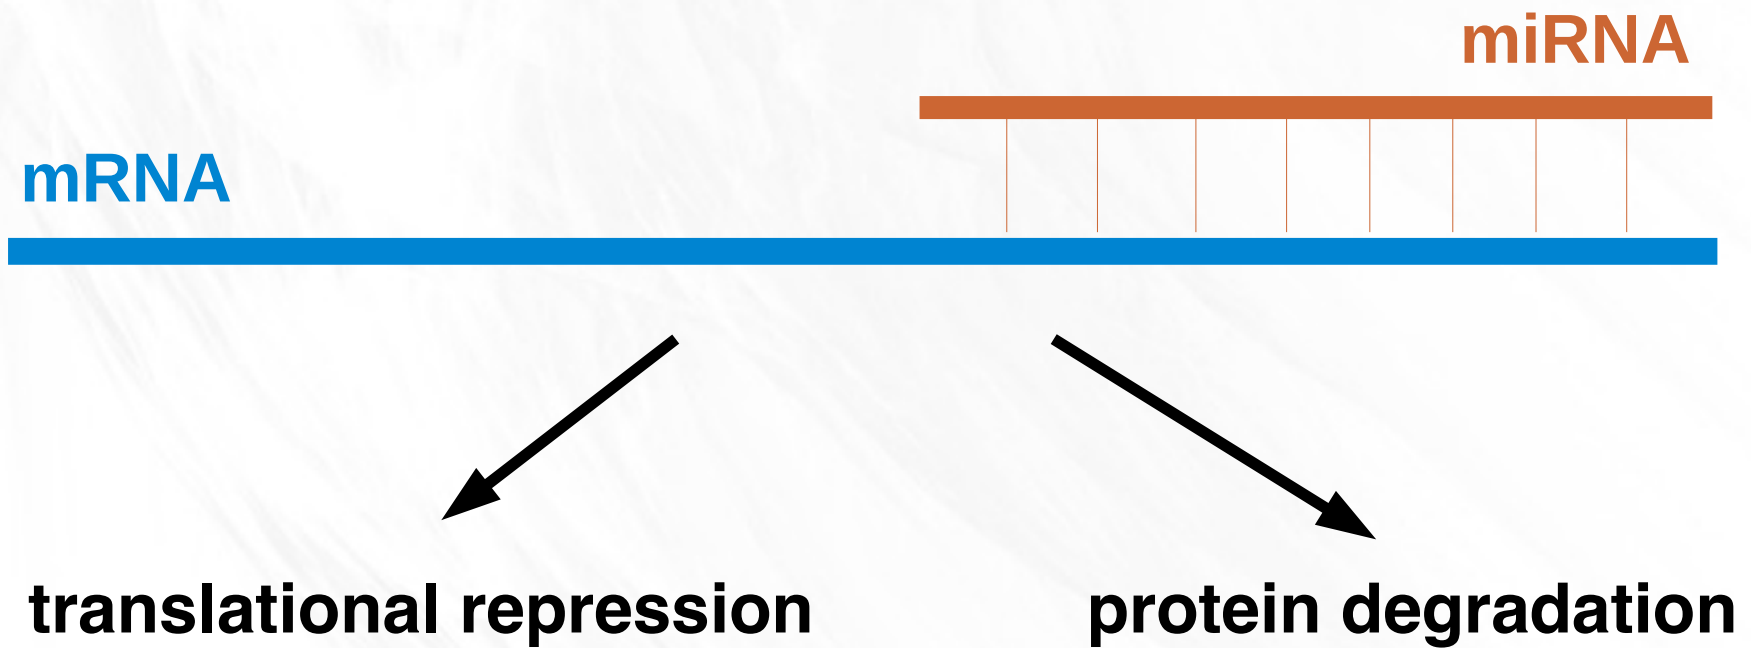 miRNA
mRNA
translational repression
protein degradation